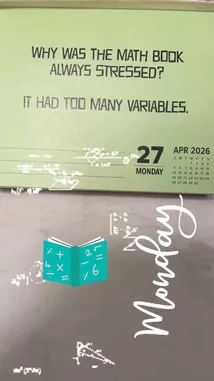 WHY WAS THE MATH BOOK
ALWAYS STRESSED?
IT HAD TOO MANY VARIABLES.
27
MONDAY
APR 2026
Monday